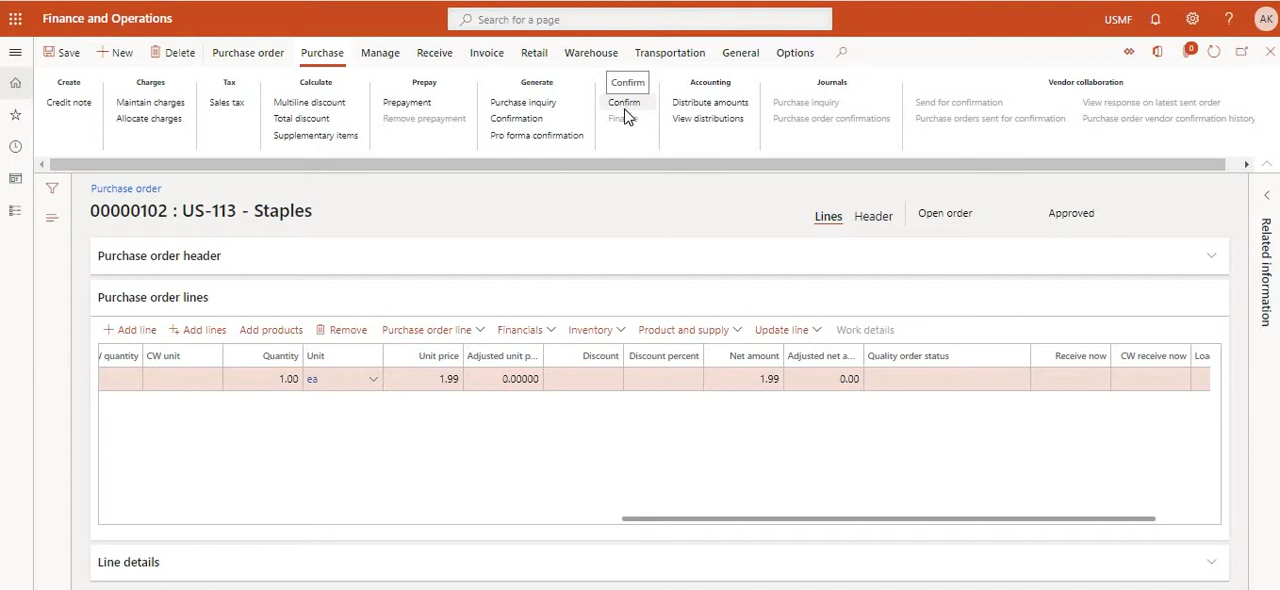 Finance and Operations
Search for a page
USMF
?
AK
Save
New
Delete
Purchase order
Purchase
Manage
Receive
Invoice
Retail
Warehouse
Transportation
General
Options
0
Create
Credit note
Charges
Maintain charges
Allocate charges
Tax
Sales tax
Calculate
Multiline discount
Total discount
Supplementary items
Prepay
Prepayment
Remove prepayment
Generate
Purchase inquiry
Confirmation
Pro forma confirmation
Confirm
Confirm
Accounting
Distribute amounts
View distributions
Journals
Purchase inquiry
Purchase order confirmations
Vendor collaboration
Send for confirmation
Purchase orders sent for confirmation
View response on latest sent order
Purchase order vendor confirmation history
Purchase order
00000102 : US-113 - Staples
Lines
Header
Open order
Approved
Related information
Purchase order header
Purchase order lines
Add line
Add lines
Add products
Remove
Purchase order line
Financials
Inventory
Product and supply
Update line
Work details
quantity
CW unit
Quantity
Unit
Unit price
Adjusted unit p...
Discount
Discount percent
Net amount
Adjusted net a...
Quality order status
Receive now
CW receive now
Loa
1.00
ea
1.99
0.00000
1.99
0.00
Line details